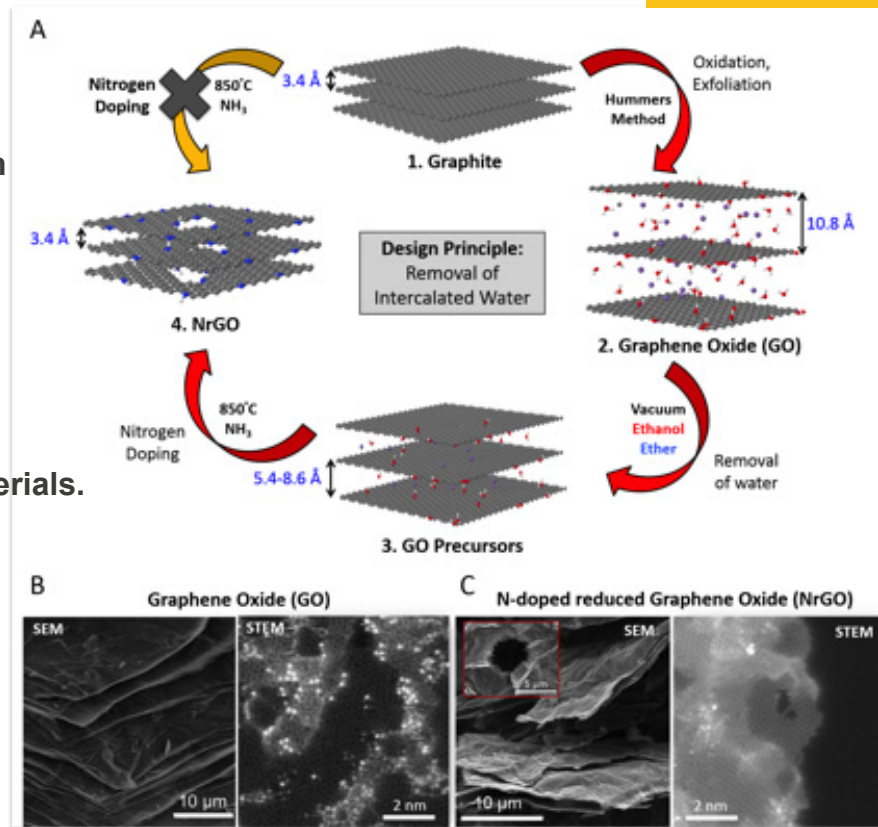 A
Nitrogen
Doping
850°C
NH₃
3.4 Å
Oxidation,
Exfoliation
Hummers
Method
1. Graphite
3.4 Å
10.8 Å
Design Principle:
Removal of
Intercalated Water
4. NrGO
2. Graphene Oxide (GO)
Nitrogen
Doping
850°C
NH₃
Vacuum
Ethanol
Ether
Removal
of water
5.4-8.6 Å
erials.
3. GO Precursors
B
Graphene Oxide (GO)
C
N-doped reduced Graphene Oxide (NrGO)
SEM
STEM
SEM
STEM
10 µm
2 nm
10 µm
2 nm